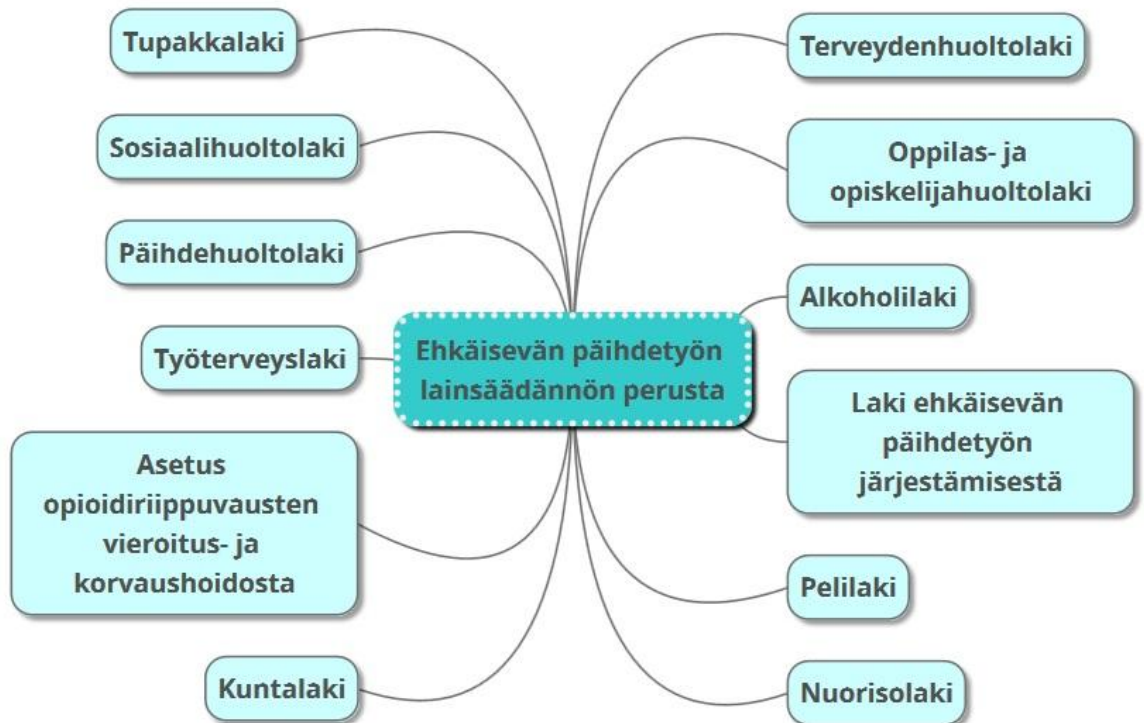 Tupakkalaki
Sosiaalihuoltolaki
Päihdehuoltolaki
Työterveyslaki
Asetus
opioidiriippuvausten
vieroitus- ja
korvaushoidosta
Kuntalaki
Ehkäisevän päihdetyön
lainsäädännön perusta
Terveydenhuoltolaki
Oppilas- ja
opiskelijahuoltolaki
Alkoholilaki
Laki ehkäisevän
päihdetyön
järjestämisestä
Pelilaki
Nuorisolaki